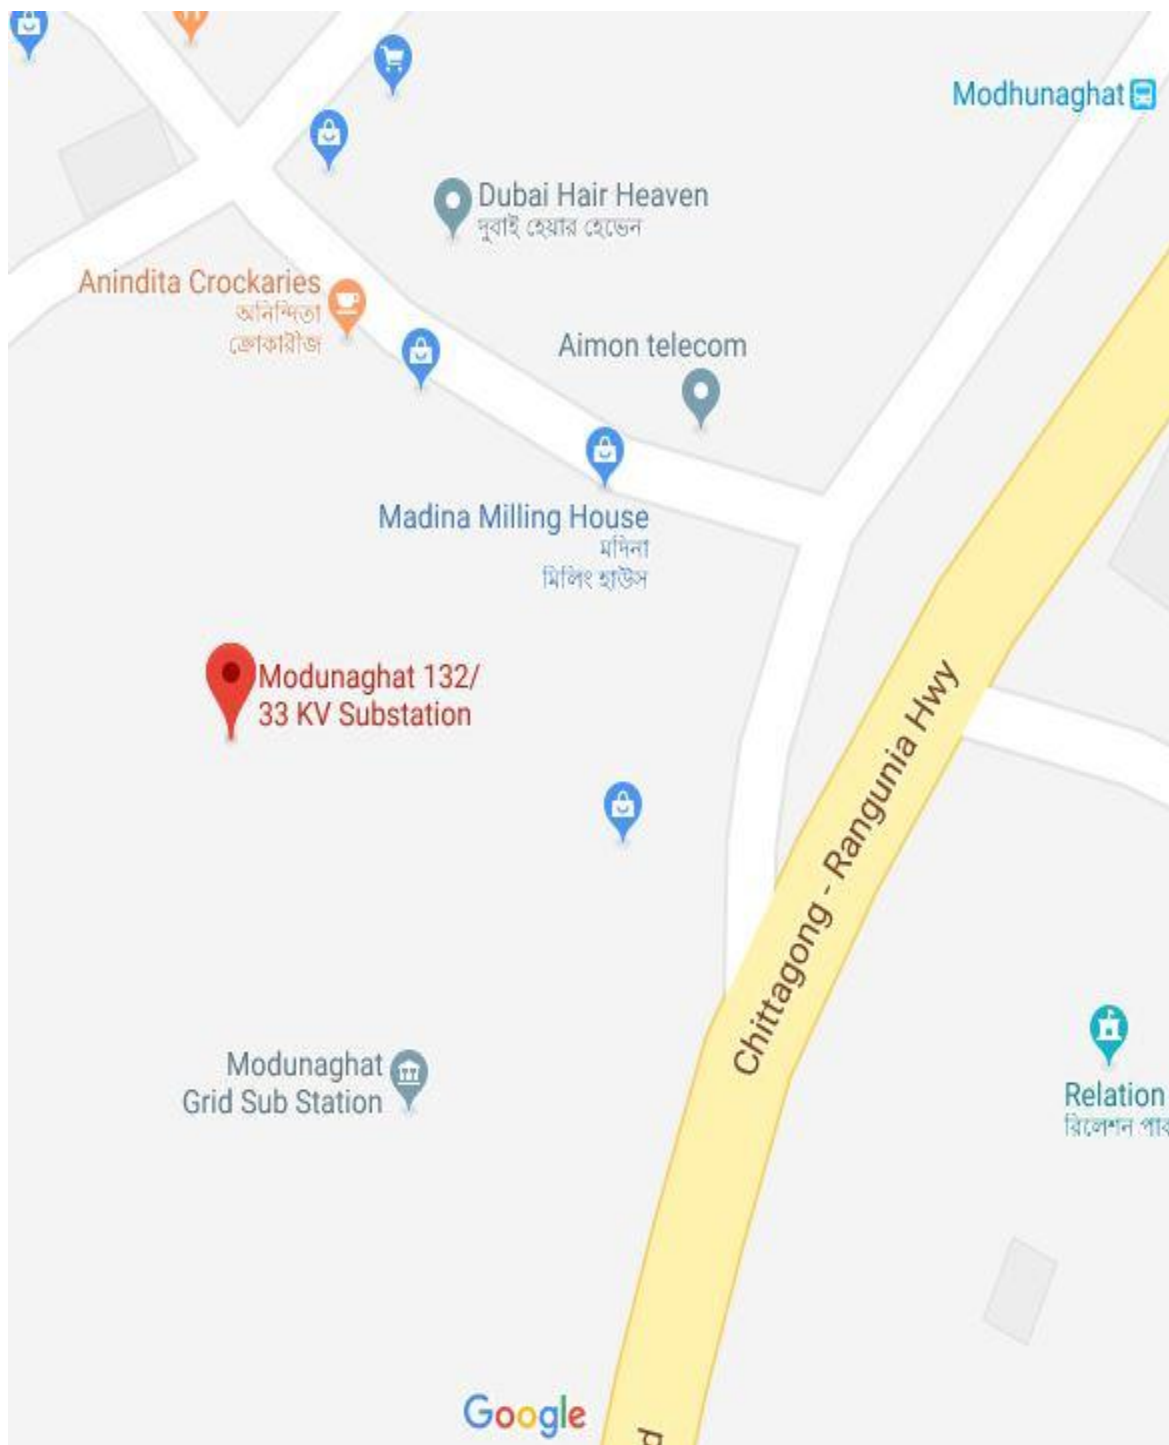 Modhunaghat
Dubai Hair Heaven
দুবাই হেয়ার হেভেন
Anindita Crockaries
অনিন্দিতা
ক্রোকারীজ
Aimon telecom
Madina Milling House
মদিনা
মিলিং হাউস
Modunaghat 132/
33 KV Substation
Chittagong - Rangunia Hwy
Modunaghat
Grid Sub Station
Relation
রিলেশন
Google
d